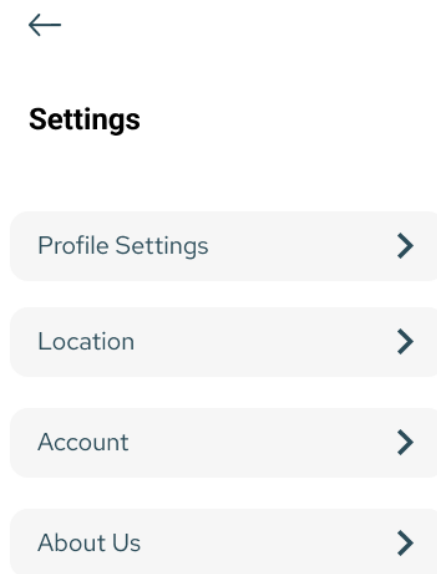 Settings
Profile Settings
Location
Account
About Us